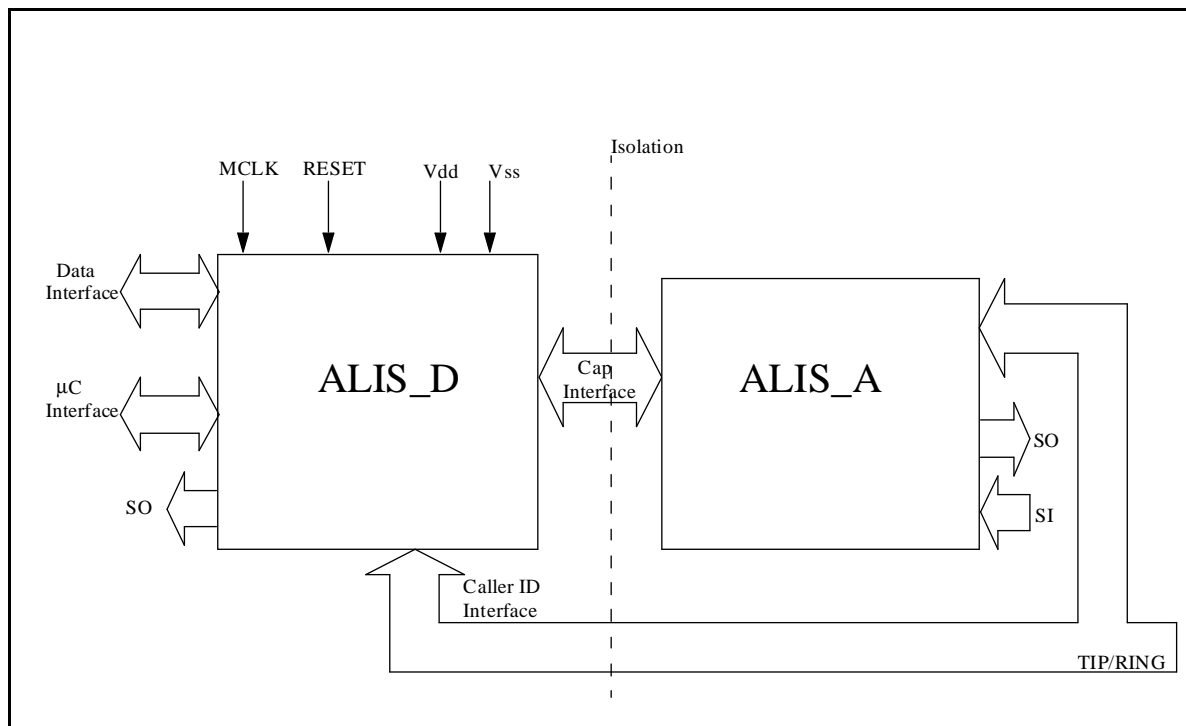 Isolation
MCLK
RESET
Vdd
Vss
Data
Interface
µC
Interface
SO
ALIS_D
Cap
Interface
ALIS_A
SO
SI
Caller ID
Interface
TIP/RING